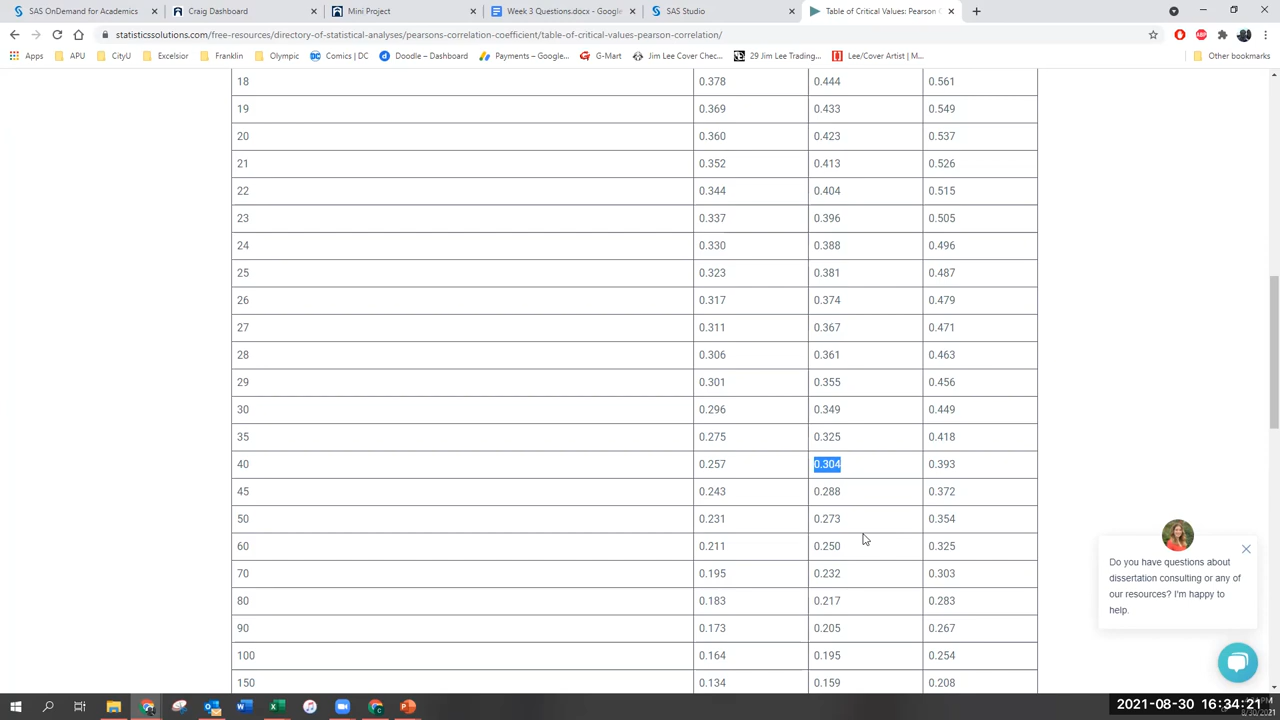 SAS OnDemand for Academics
Craig Dashboard
Mini Project
Week 3 Questions.docx - Google
SAS Studio
Table of Critical Values: Pearson C
statisticssolutions.com/free-resources/directory-of-statistical-analyses/pearsons-correlation-coefficient/table-of-critical-values-pearson-correlation/
Apps
APU
CityU
Excelsior
Franklin
Olympic
Comics | DC
Doodle – Dashboard
Payments – Google...
G-Mart
Jim Lee Cover Chec...
29 Jim Lee Trading...
Lee/Cover Artist | M...
Other bookmarks
18 0.378 0.444 0.561
19 0.369 0.433 0.549
20 0.360 0.423 0.537
21 0.352 0.413 0.526
22 0.344 0.404 0.515
23 0.337 0.396 0.505
24 0.330 0.388 0.496
25 0.323 0.381 0.487
26 0.317 0.374 0.479
27 0.311 0.367 0.471
28 0.306 0.361 0.463
29 0.301 0.355 0.456
30 0.296 0.349 0.449
35 0.275 0.325 0.418
40 0.257 0.304 0.393
45 0.243 0.288 0.372
50 0.231 0.273 0.354
60 0.211 0.250 0.325
70 0.195 0.232 0.303
80 0.183 0.217 0.283
90 0.173 0.205 0.267
100 0.164 0.195 0.254
150 0.134 0.159 0.208
Do you have questions about
dissertation consulting or any of
our resources? I'm happy to
help.
2021-08-30 16:34:21